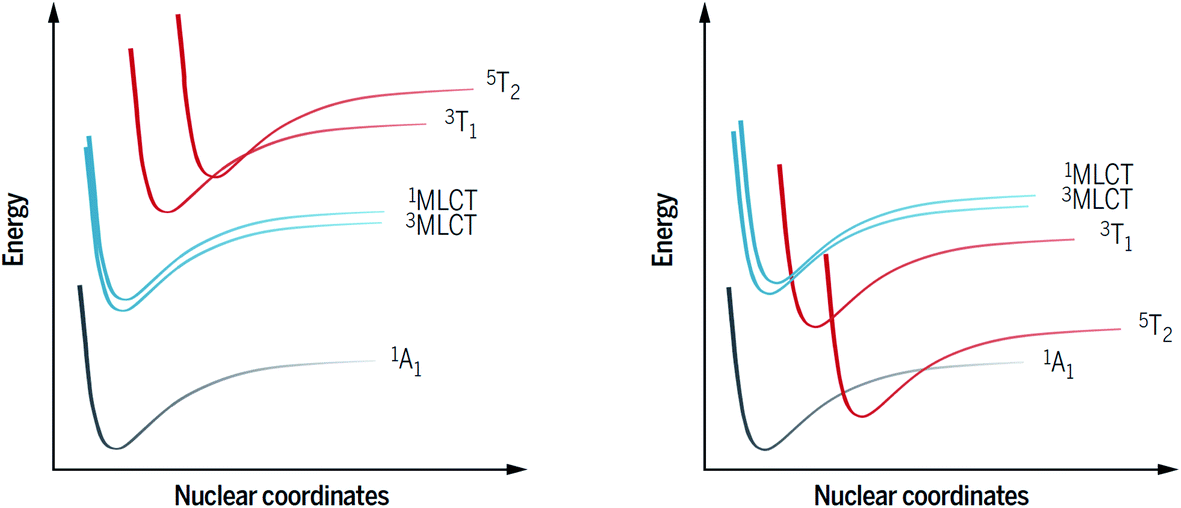 ⁵T₂
³T₁
¹MLCT
³MLCT
¹A₁
Energy
Nuclear coordinates
¹MLCT
³MLCT
³T₁
⁵T₂
¹A₁
Energy
Nuclear coordinates